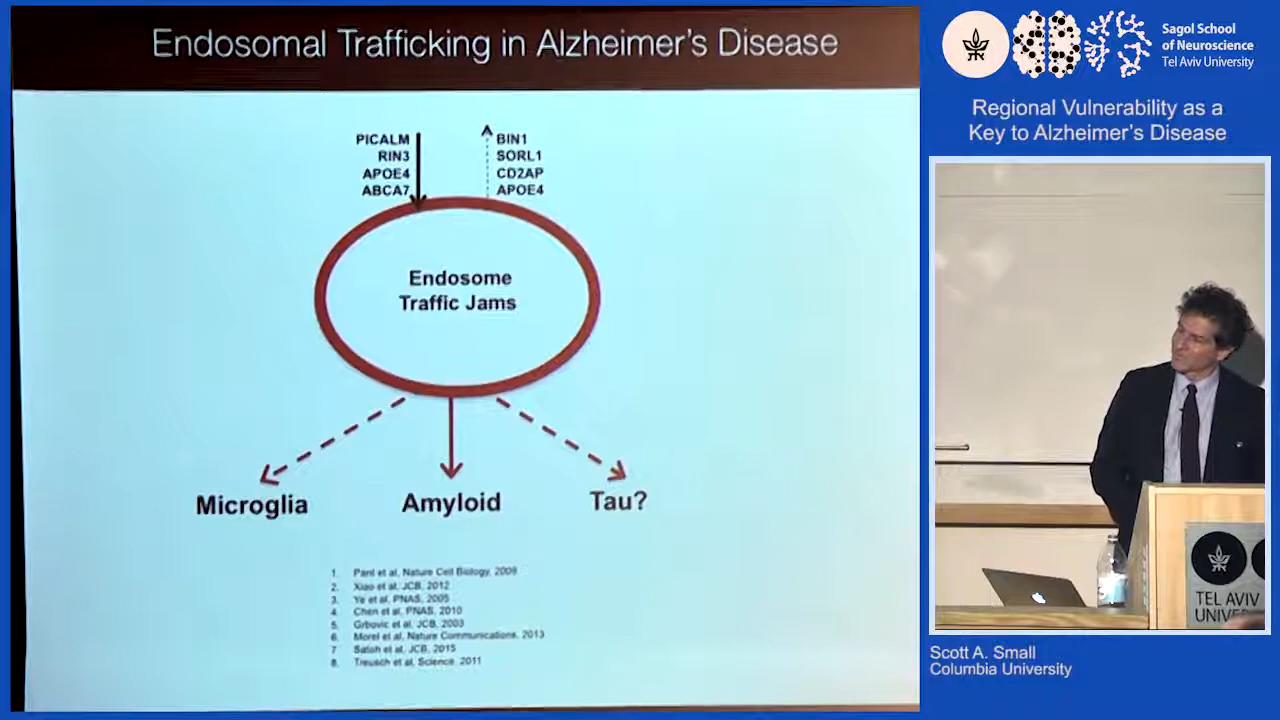 Endosomal Trafficking in Alzheimer's Disease
PICALM
RIN3
APOE4
ABCA7
BIN1
SORL1
CD2AP
APOE4
Endosome
Traffic Jams
Microglia
Amyloid
Tau?
1. et al, Nature Cell Biology, 2009
2. Xiao et al, JCB, 2012
3. Ye et al, PNAS, 2005
4. Chen et al, PNAS, 2010
5. Grbovic et al, JCB, 2003
6. Morel et al, Nature Communications, 2013
7 Satoh et al, JCB, 2015
8. Treusch et al, Science, 2011
Sagol School
of Neuroscience
Tel Aviv University
Regional Vulnerability as a
Key to Alzheimer's Disease
TEL AVIV
Scott A. Small
Columbia University